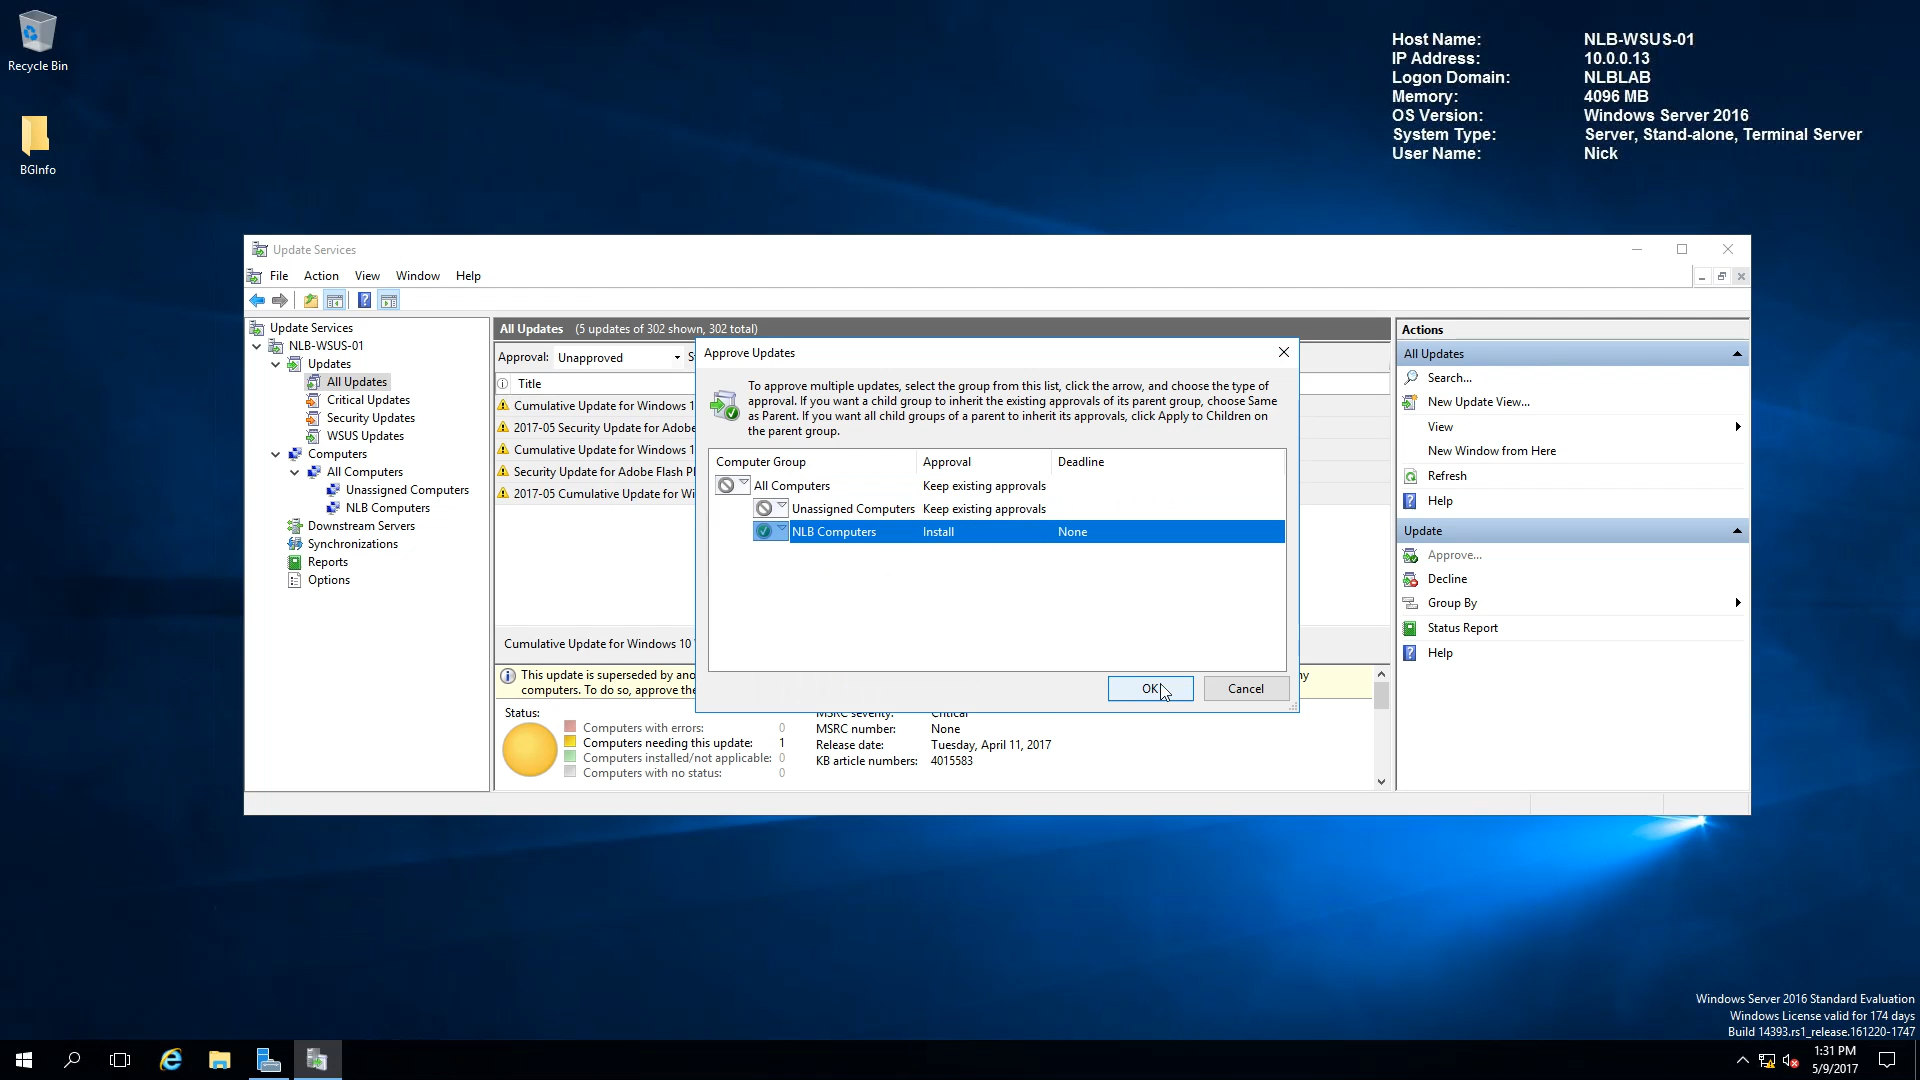 Recycle Bin
BGInfo
Host Name: NLB-WSUS-01
IP Address: 10.0.0.13
Logon Domain: NLBLAB
Memory: 4096 MB
OS Version: Windows Server 2016
System Type: Server, Stand-alone, Terminal Server
User Name: Nick
Update Services
File Action View Window Help
Update Services
NLB-WSUS-01
Updates
All Updates
Critical Updates
Security Updates
WSUS Updates
Computers
All Computers
Unassigned Computers
NLB Computers
Downstream Servers
Synchronizations
Reports
Options
All Updates (5 updates of 302 shown, 302 total)
Approval: Unapproved
Title
Cumulative Update for Windows 1
2017-05 Security Update for Adobe
Cumulative Update for Windows 1
Security Update for Adobe Flash Pl
2017-05 Cumulative Update for Wi
Cumulative Update for Windows 10
This update is superseded by
computers. To do so, approve the
Status:
Computers with errors: 0
Computers needing this update: 1
Computers installed/not applicable: 0
Computers with no status: 0
MSRC severity: Critical
MSRC number: None
Release date: Tuesday, April 11, 2017
KB article numbers: 4015583
Approve Updates
To approve multiple updates, select the group from this list, click the arrow, and choose the type of
approval. If you want a child group to inherit the existing approvals of its parent group, choose Same
as Parent. If you want all child groups of a parent to inherit its approvals, click Apply to Children on
the parent group.
Computer Group Approval Deadline
All Computers Keep existing approvals
Unassigned Computers Keep existing approvals
NLB Computers Install None
OK Cancel
Actions
All Updates
Search...
New Update View...
View
New Window from Here
Refresh
Help
Update
Approve...
Decline
Group By
Status Report
Help
Windows Server 2016 Standard Evaluation
Windows License valid for 174 days
Build 14393.rs1_release.161220-1747
1:31 PM
5/9/2017